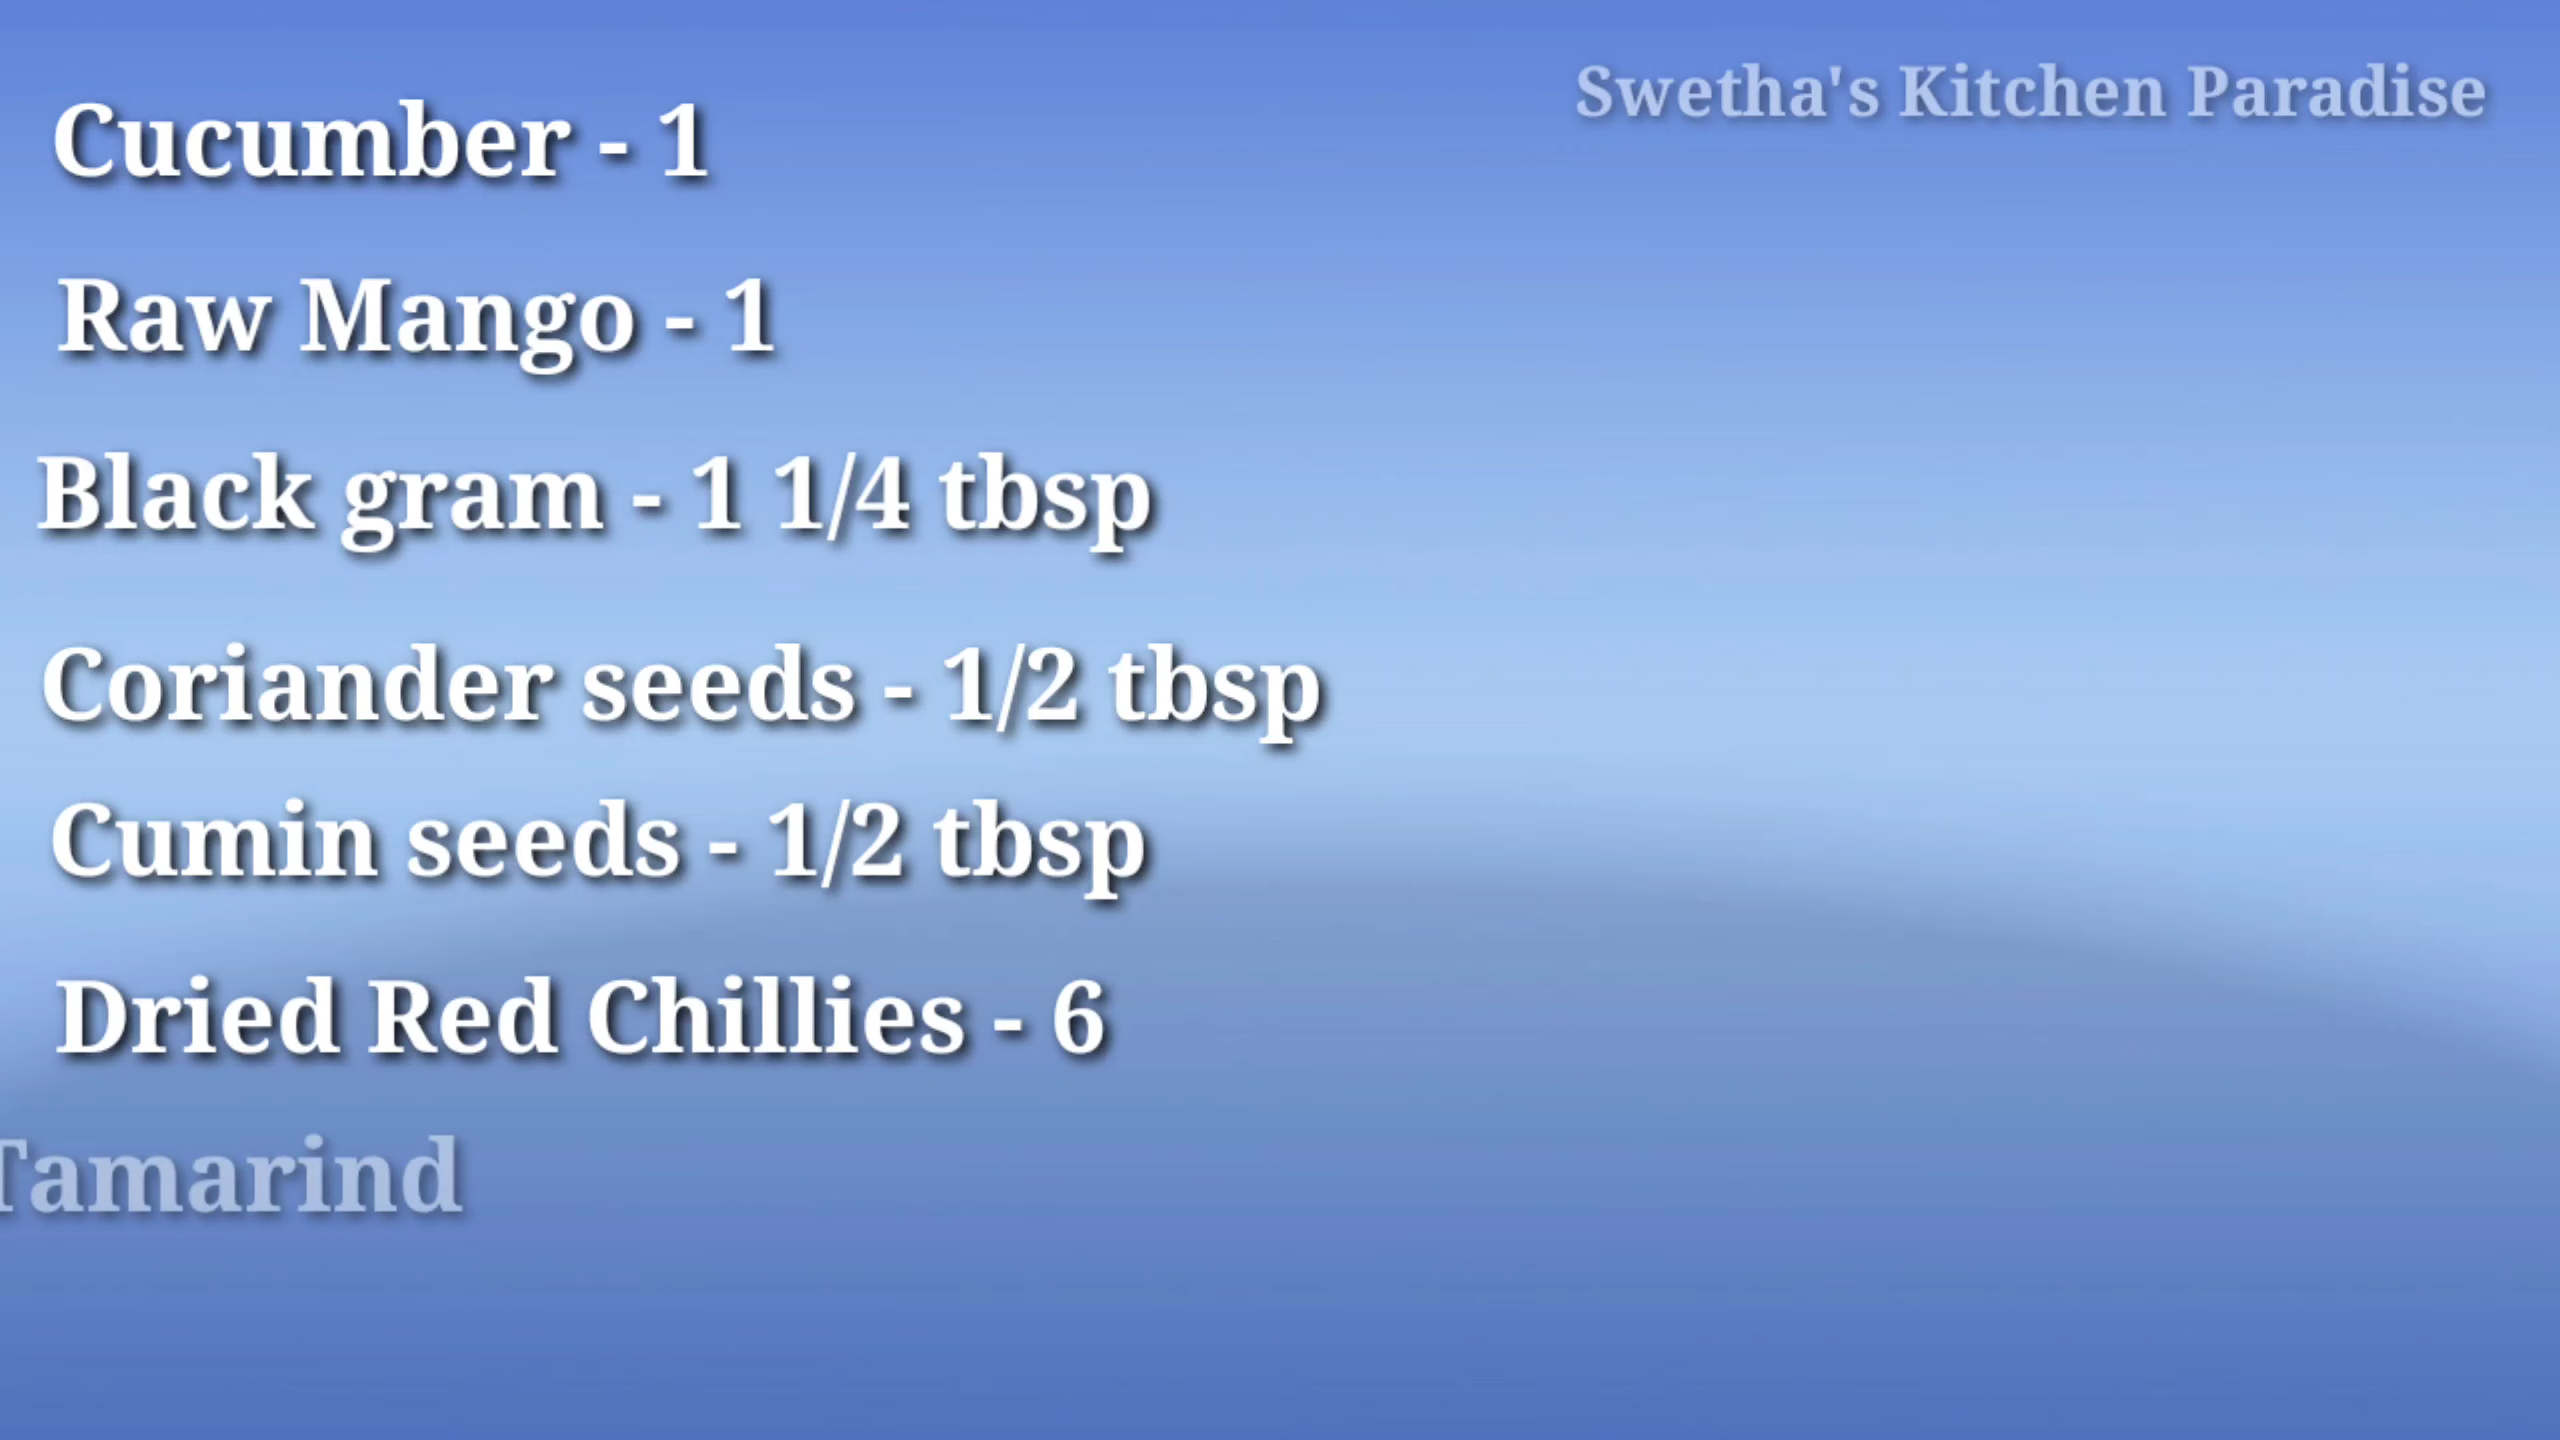 Swetha's Kitchen Paradise
Cucumber - 1
Raw Mango - 1
Black gram - 1 1/4 tbsp
Coriander seeds - 1/2 tbsp
Cumin seeds - 1/2 tbsp
Dried Red Chillies - 6
Tamarind